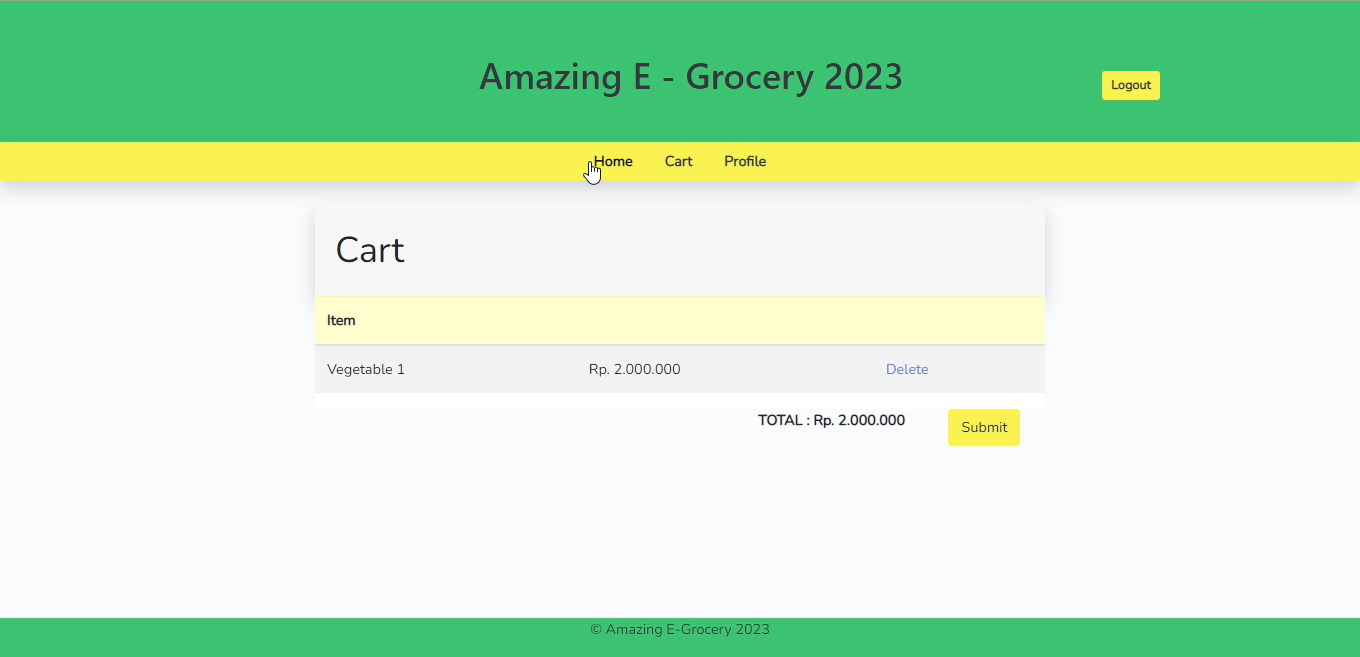 Amazing E - Grocery 2023
Logout
Home Cart Profile
Cart
Item
Vegetable 1 Rp. 2.000.000 Delete
TOTAL : Rp. 2.000.000 Submit
© Amazing E-Grocery 2023